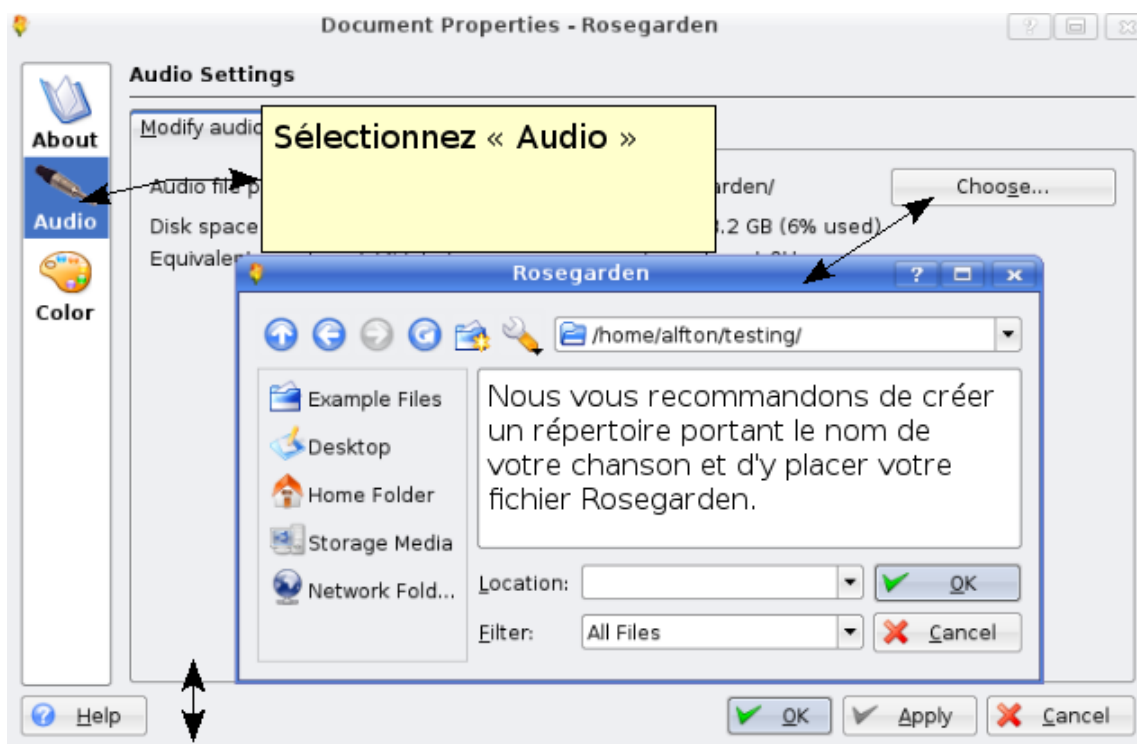 Document Properties - Rosegarden
Audio Settings
About
Audio
Color
Modify audio
Sélectionnez « Audio »
Audio file p
arden/
Choose...
Disk space
.2 GB (6% used)
Rosegarden
/home/alfton/testing/
Example Files
Desktop
Home Folder
Storage Media
Network Fold...
Nous vous recommandons de créer
un répertoire portant le nom de
votre chanson et d'y placer votre
fichier Rosegarden.
Location:
OK
Filter:
All Files
Cancel
Help
OK
Apply
Cancel